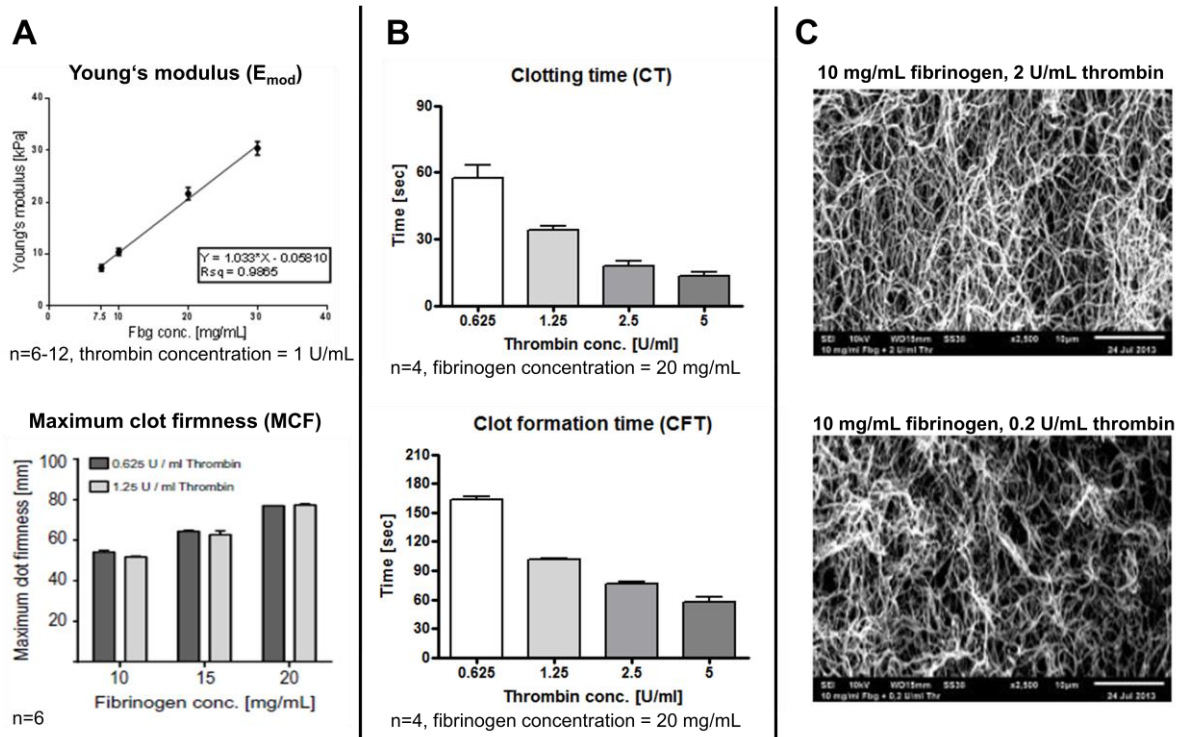 A
Young‘s modulus (Emod)
Young's modulus [kPa]
40
30
20
10
0
Y = 1.033*X - 0.05810
Rsq = 0.9865
0 7.5 10 20 30 40
Fbg conc. [mg/mL]
n=6-12, thrombin concentration = 1 U/mL
Maximum clot firmness (MCF)
Maximum clot firmness [mm]
100
80
60
40
20
0.625 U / ml Thrombin
1.25 U / ml Thrombin
10 15 20
Fibrinogen conc. [mg/mL]
n=6
B
Clotting time (CT)
Time [sec]
90
60
30
0
0.625 1.25 2.5 5
Thrombin conc. [U/ml]
n=4, fibrinogen concentration = 20 mg/mL
Clot formation time (CFT)
Time [sec]
210
180
150
120
90
60
30
0
0.625 1.25 2.5 5
Thrombin conc. [U/ml]
n=4, fibrinogen concentration = 20 mg/mL
C
10 mg/mL fibrinogen, 2 U/mL thrombin
SEI 10kV WD15mm SS30 x2,500 10µm
10 mg/ml Fbg + 2 U/ml Thr 24 Jul 2013
10 mg/mL fibrinogen, 0.2 U/mL thrombin
SEI 10kV WD15mm SS30 x2,500 10µm
10 mg/ml Fbg + 0,2 U/ml Thr 24 Jul 2013